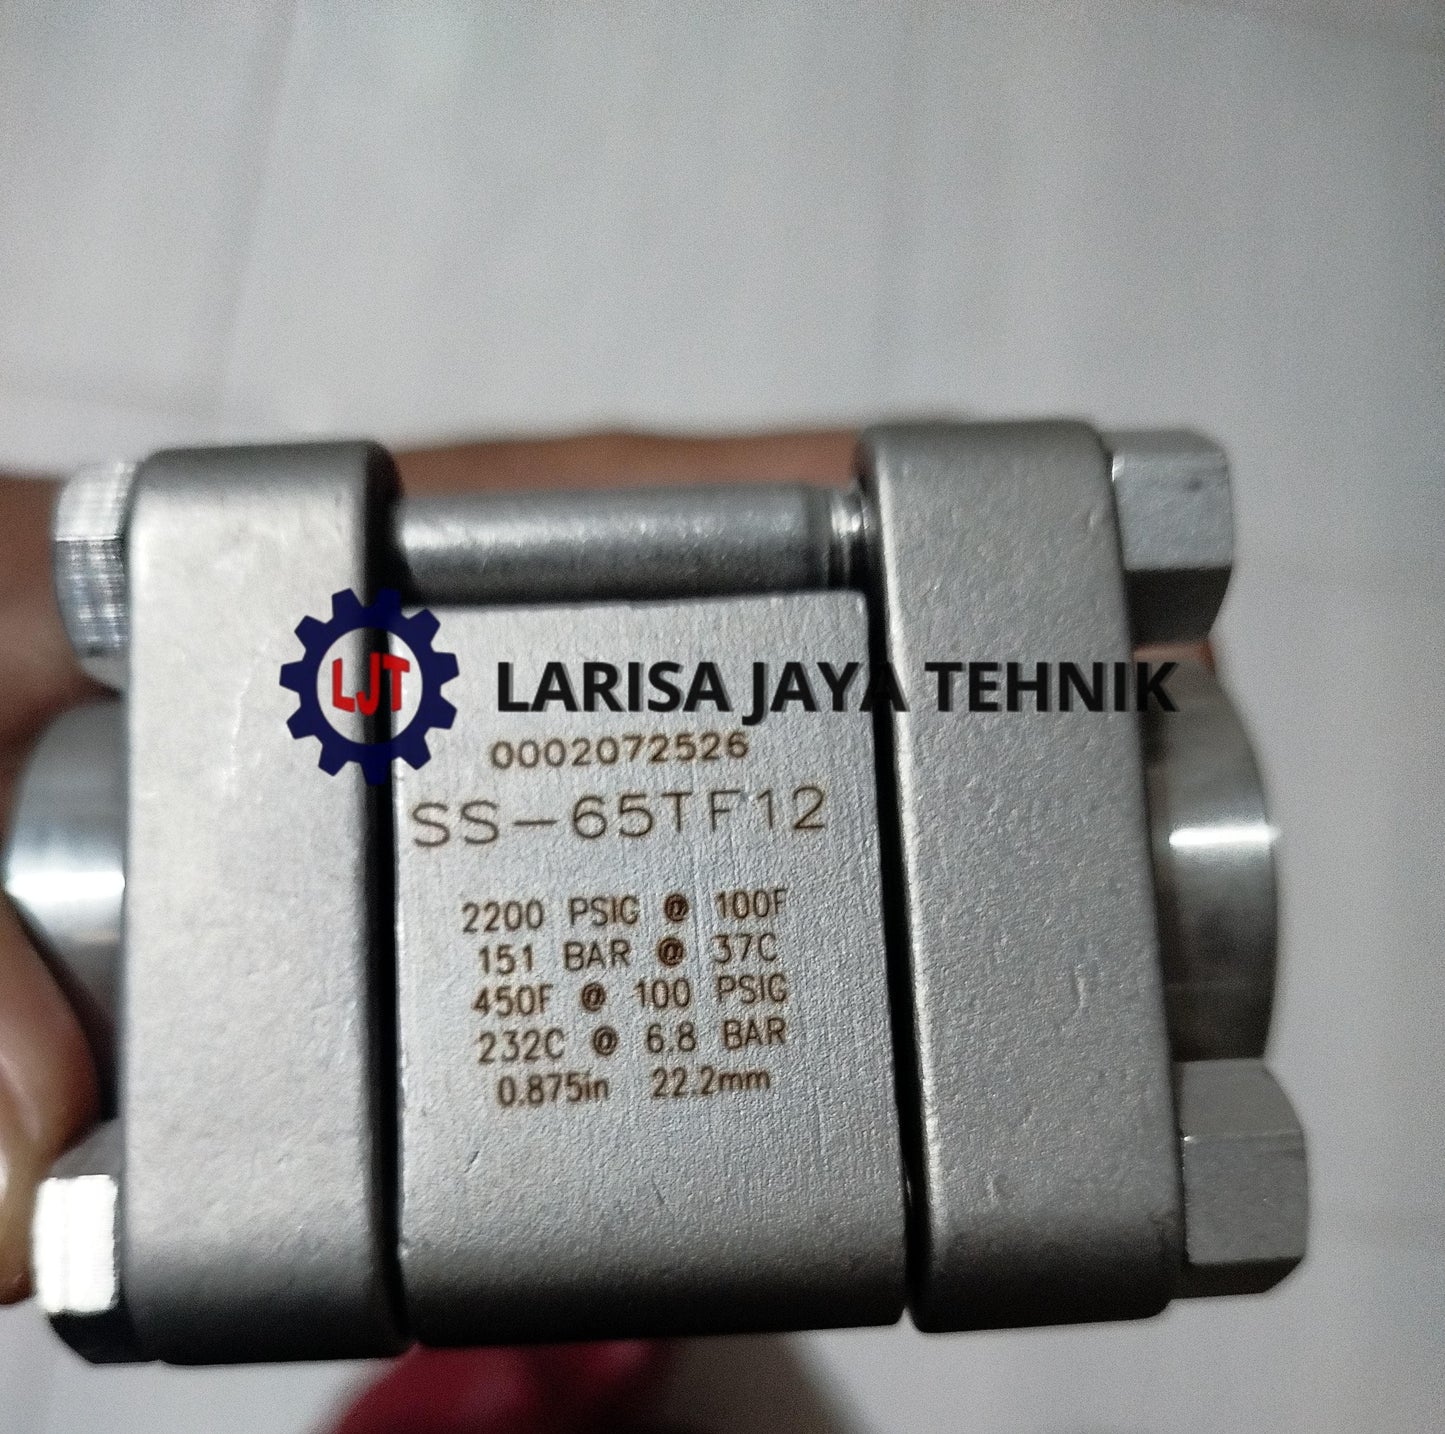 LJT LARISA JAYA TEHNIK
0002072526
SS-65TF12
2200 PSIG @ 100F
151 BAR @ 37C
450F @ 100 PSIG
232C @ 6.8 BAR
0.875in 22.2mm